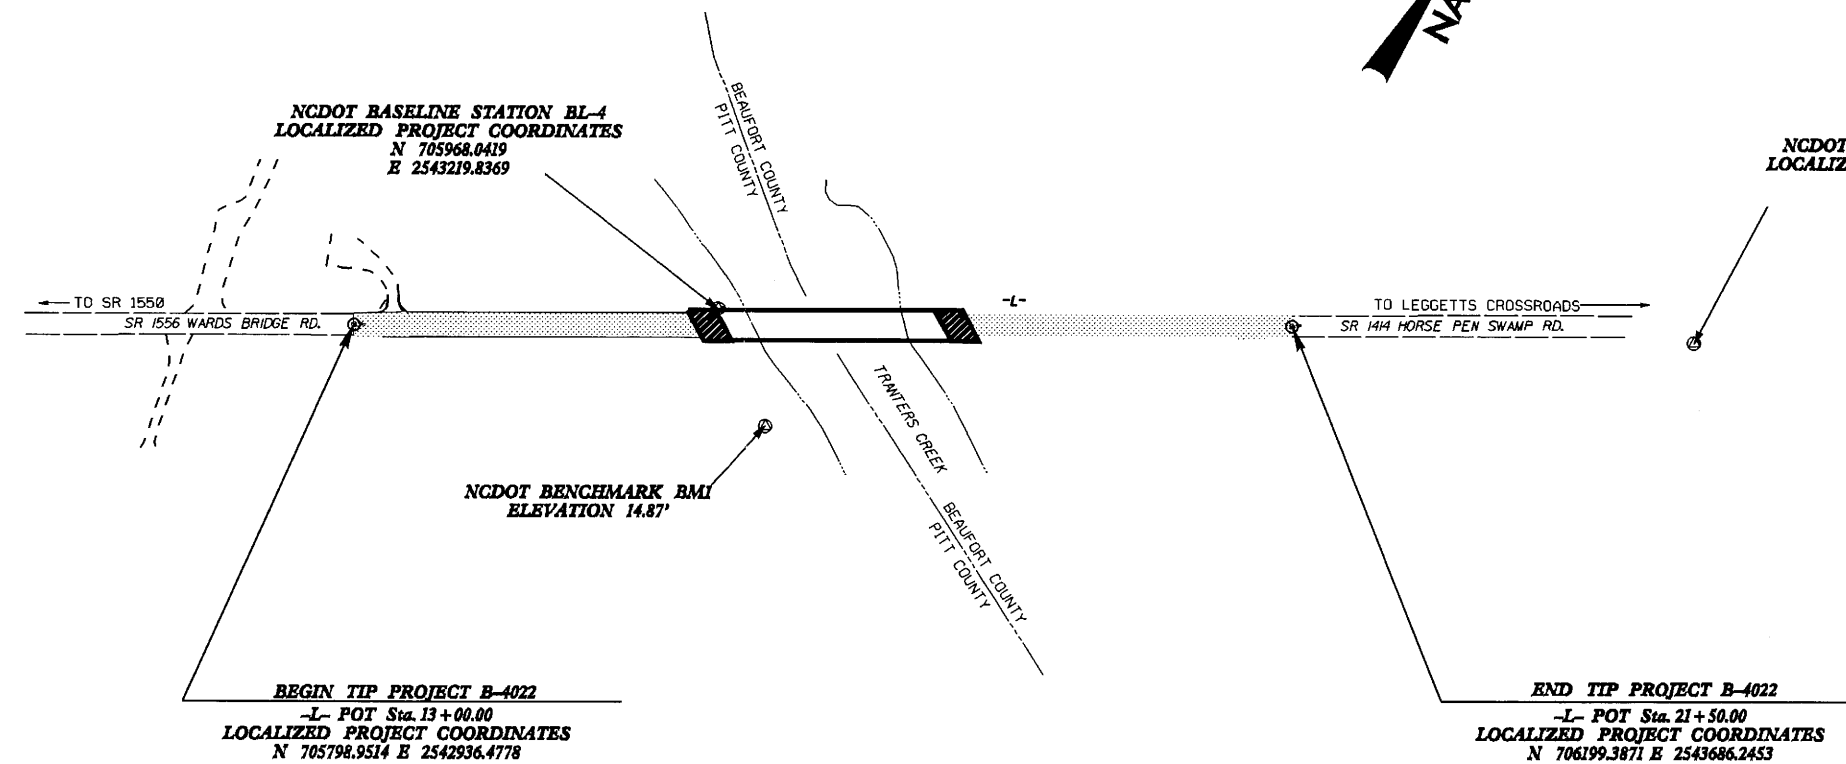 NA
NCDOT BASELINE STATION BL-4
LOCALIZED PROJECT COORDINATES
N 705968.0419
E 2543219.8369
BEAUFORT COUNTY
PITT COUNTY
NCDOT
LOCALIZ
TO SR 1550
SR 1556 WARDS BRIDGE RD.
-L-
TO LEGGETTS CROSSROADS
SR 1414 HORSE PEN SWAMP RD.
TRANTERS CREEK
NCDOT BENCHMARK BM1
ELEVATION 14.87'
BEAUFORT COUNTY
PITT COUNTY
BEGIN TIP PROJECT B-4022
-L- POT Sta. 13+00.00
LOCALIZED PROJECT COORDINATES
N 705798.9514 E 2542936.4778
END TIP PROJECT B-4022
-L- POT Sta. 21+50.00
LOCALIZED PROJECT COORDINATES
N 706199.3871 E 2543686.2453